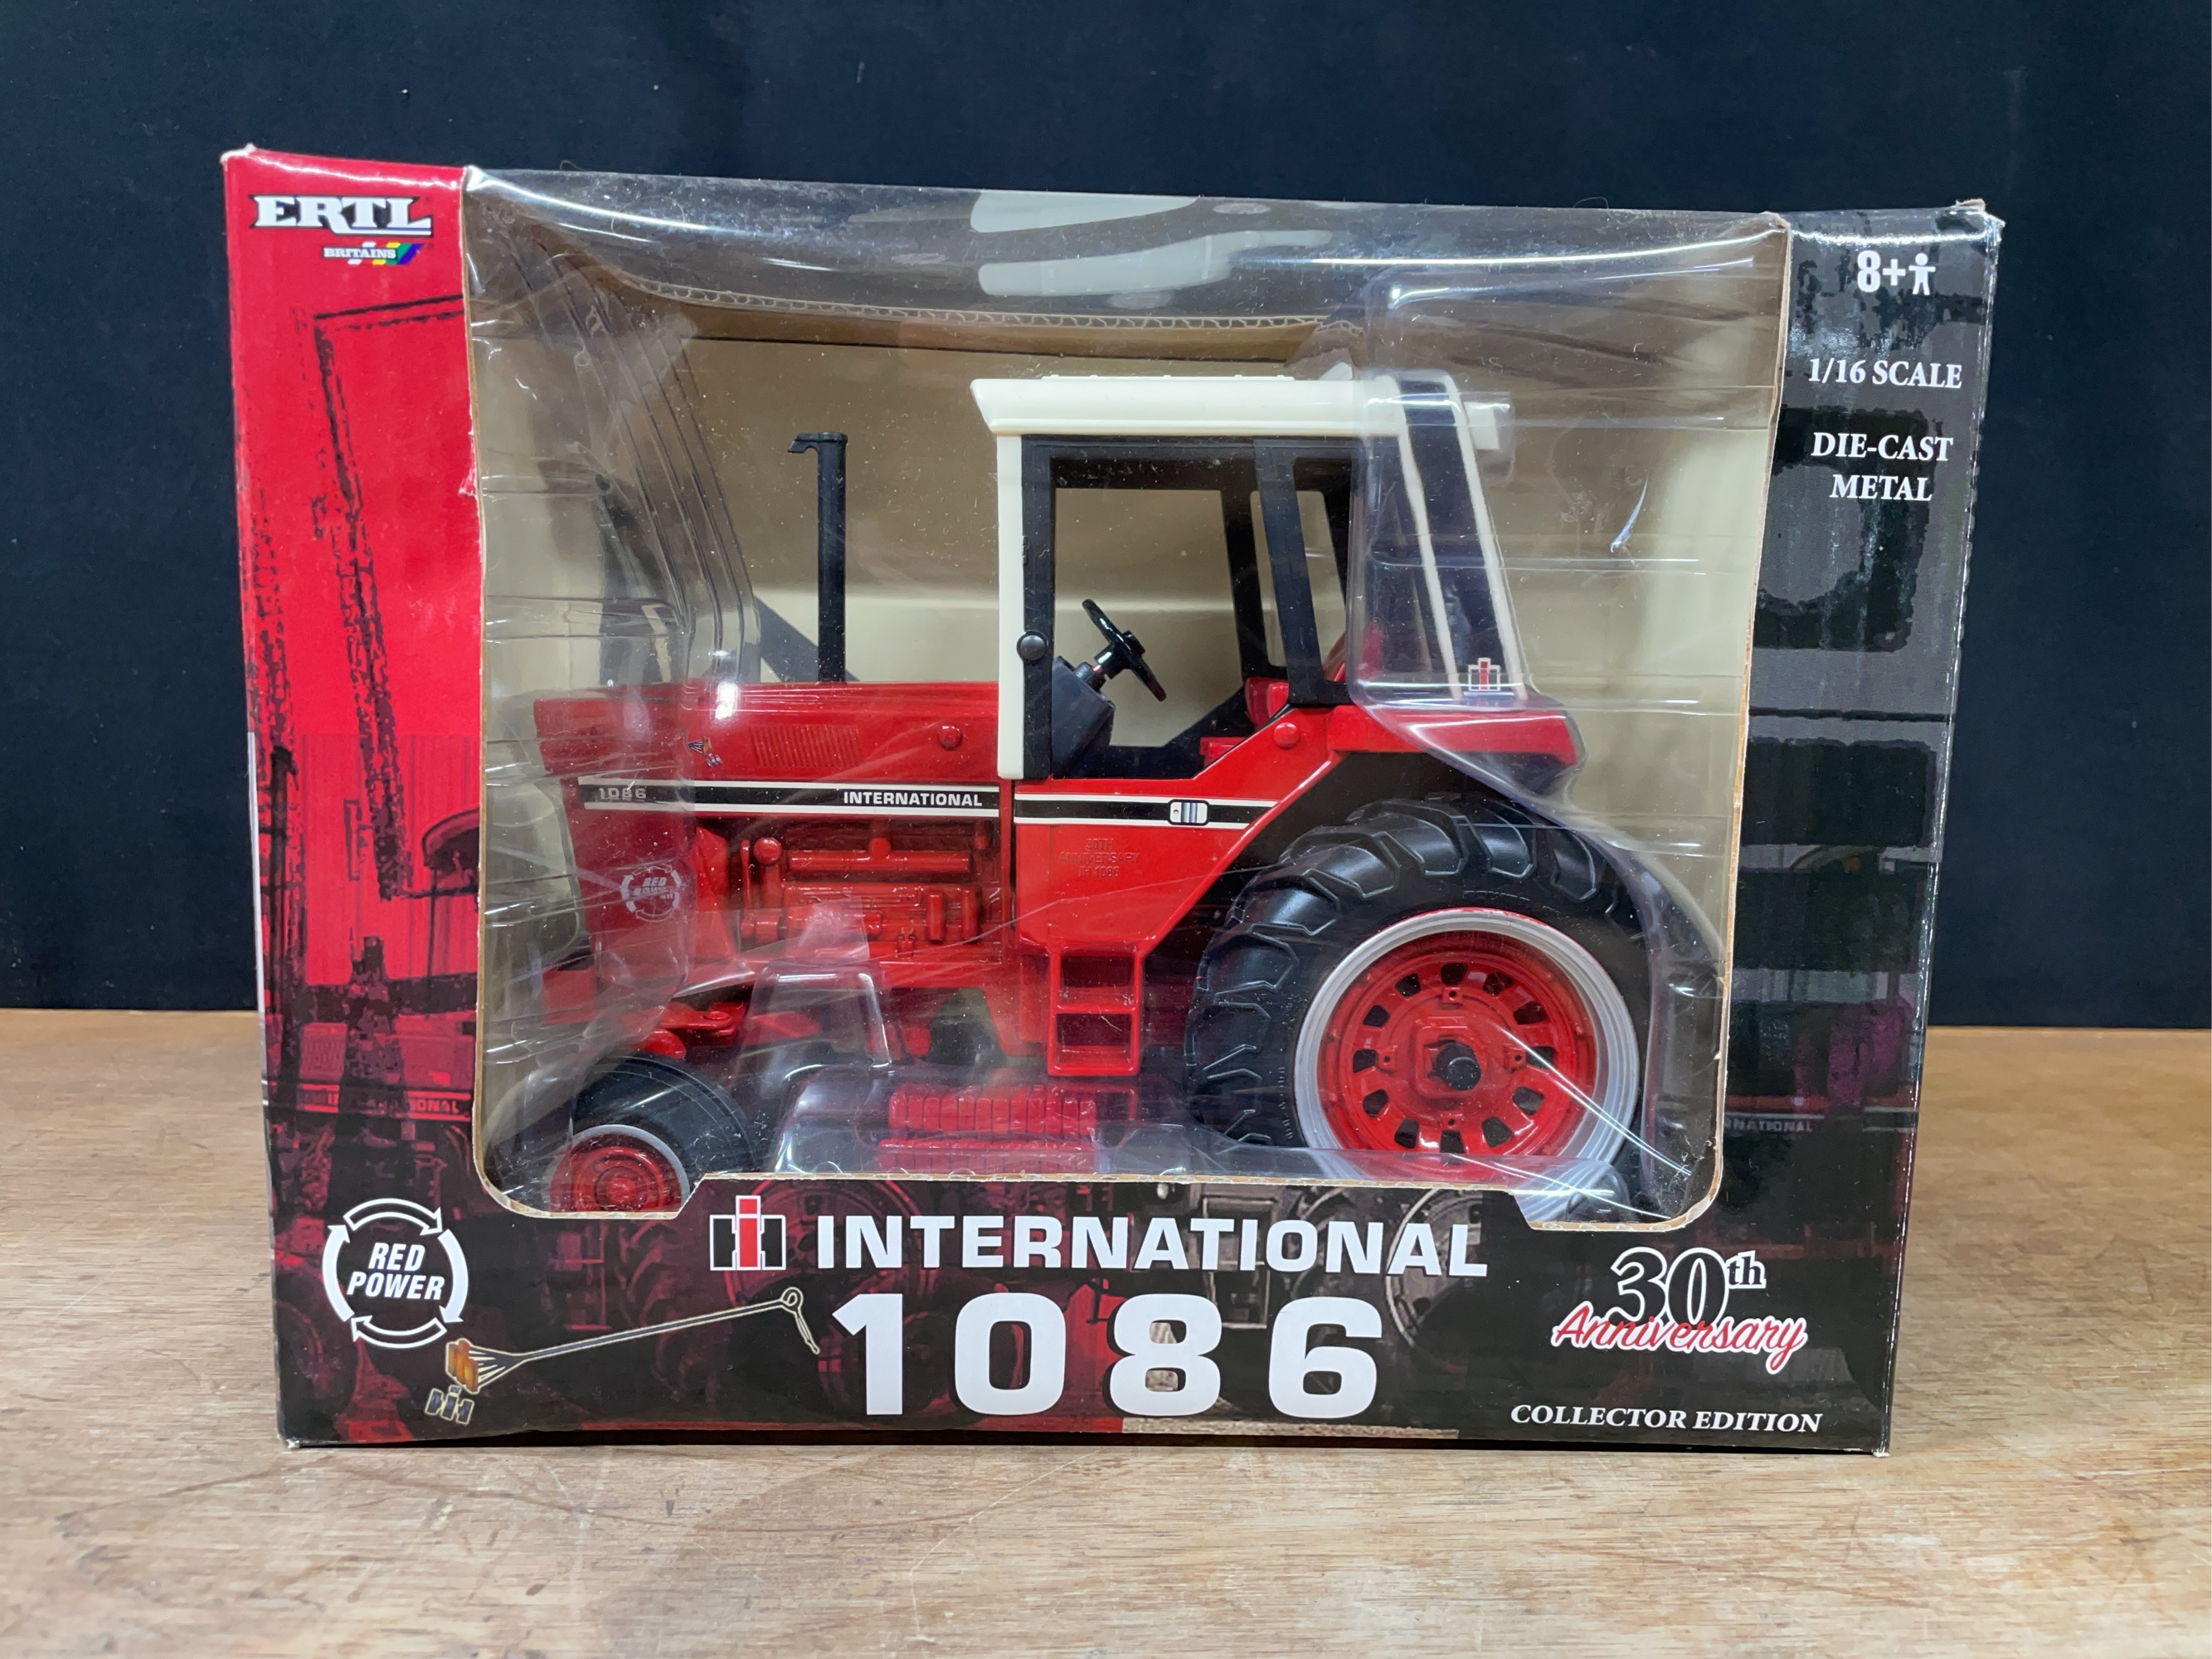 ERTL
BRITAINS
8+
1/16 SCALE
DIE-CAST
METAL
1086
INTERNATIONAL
30TH
ANNIVERSARY
IH 1086
RED
POWER
IH INTERNATIONAL
1086
30th
Anniversary
COLLECTOR EDITION